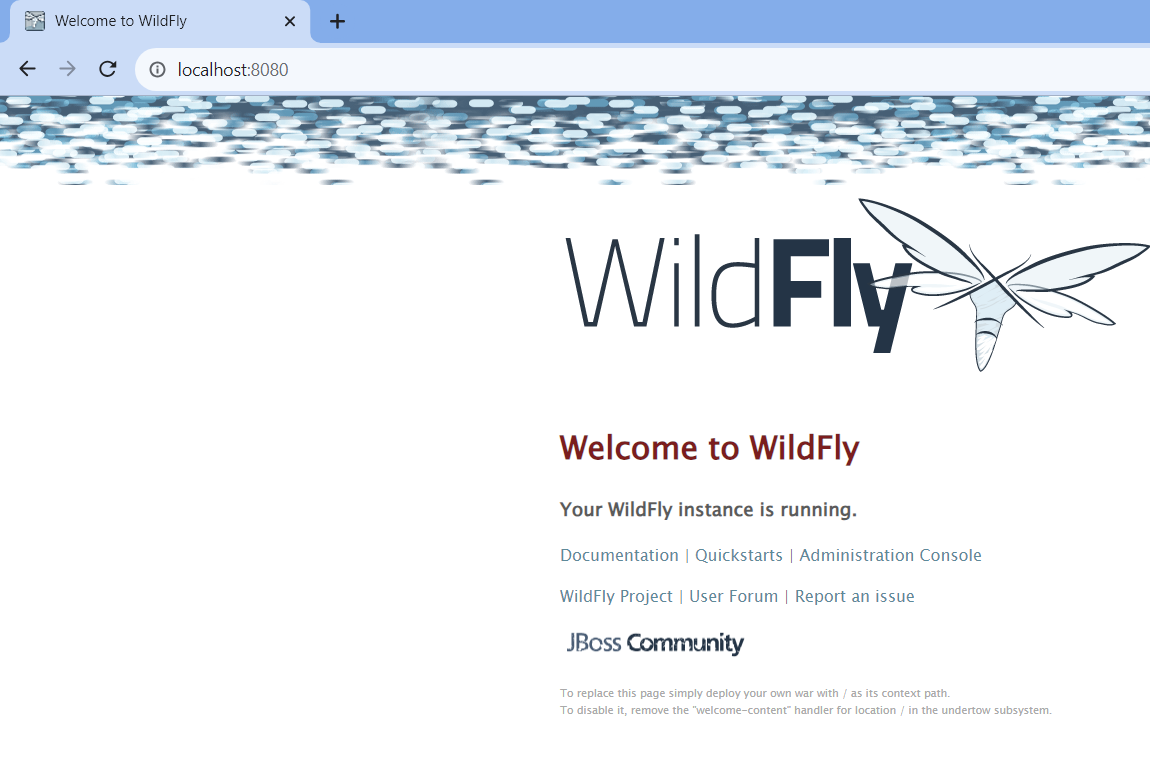 Welcome to WildFly
localhost:8080
WildFly
Welcome to WildFly
Your WildFly instance is running.
Documentation | Quickstarts | Administration Console
WildFly Project | User Forum | Report an issue
JBoss Community
To replace this page simply deploy your own war with / as its context path.
To disable it, remove the "welcome-content" handler for location / in the undertow subsystem.